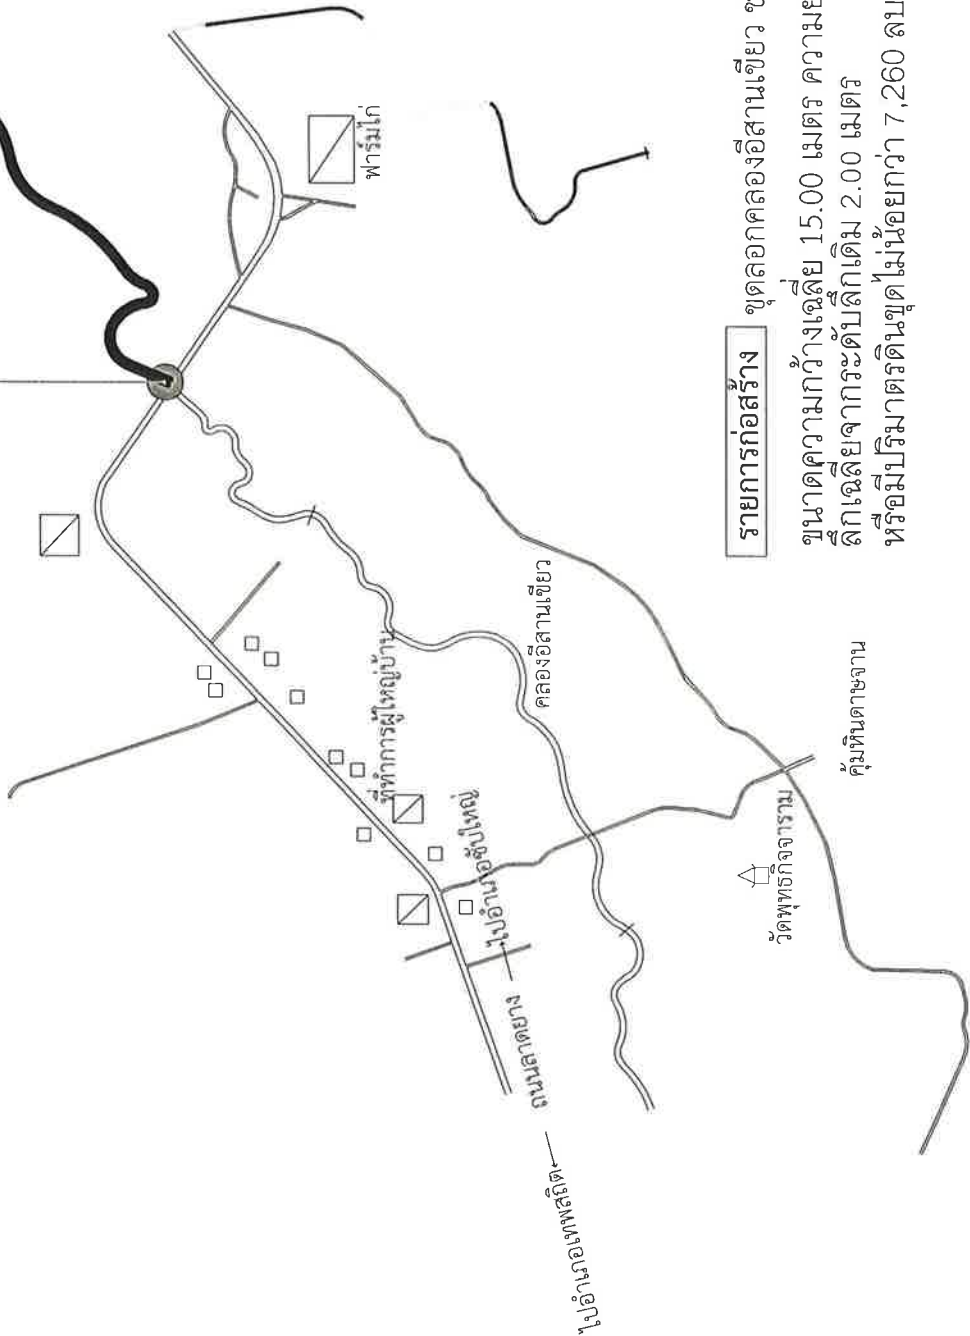 ฟาร์มไก่
ที่ทำการผู้ใหญ่บ้าน
คลองอีสานเขียว
ไปอำเภอซับใหญ่
ถนนลาดยาง
ไปอำเภอเทพสถิต
วัดพุทธกิจจาราม
คุ้มหินดาษจาน
รายการก่อสร้าง ขุดลอกคลองอีสานเขียว
ขนาดความกว้างเฉลี่ย 15.00 เมตร
ลึกเฉลี่ยจากระดับลึกเดิม 2.00 เมตร
หรือมีปริมาตรดินขุดไม่น้อยกว่า 7,260